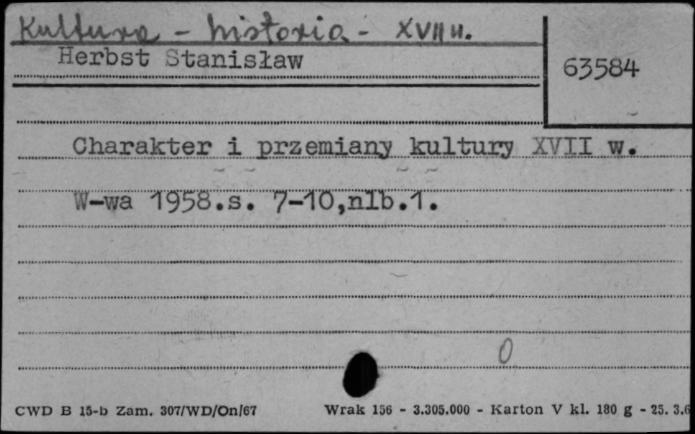 Kultura - historia - XVII w.
Herbst Stanisław
63584
Charakter i przemiany kultury XVII w.
W-wa 1958.s. 7-10,nlb.1.
0
CWD B 15-b Zam. 307/WD/On/67 Wrak 156 - 3.305.000 - Karton V kl. 180 g - 25. 3.6